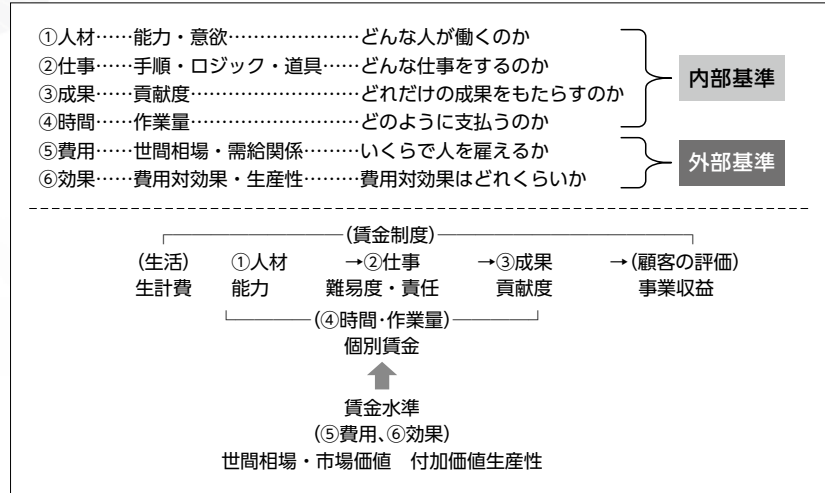 ①人材……能力・意欲…………………どんな人が働くのか
②仕事……手順・ロジック・道具……どんな仕事をするのか
③成果……貢献度………………………どれだけの成果をもたらすのか
④時間……作業量………………………どのように支払うのか
内部基準
⑤費用……世間相場・需給関係………いくらで人を雇えるか
⑥効果……費用対効果・生産性………費用対効果はどれくらいか
外部基準
(賃金制度)
(生活) ①人材 →②仕事 →③成果 →(顧客の評価)
生計費 能力 難易度・責任 貢献度 事業収益
(④時間・作業量)
個別賃金
賃金水準
(⑤費用、⑥効果)
世間相場・市場価値 付加価値生産性